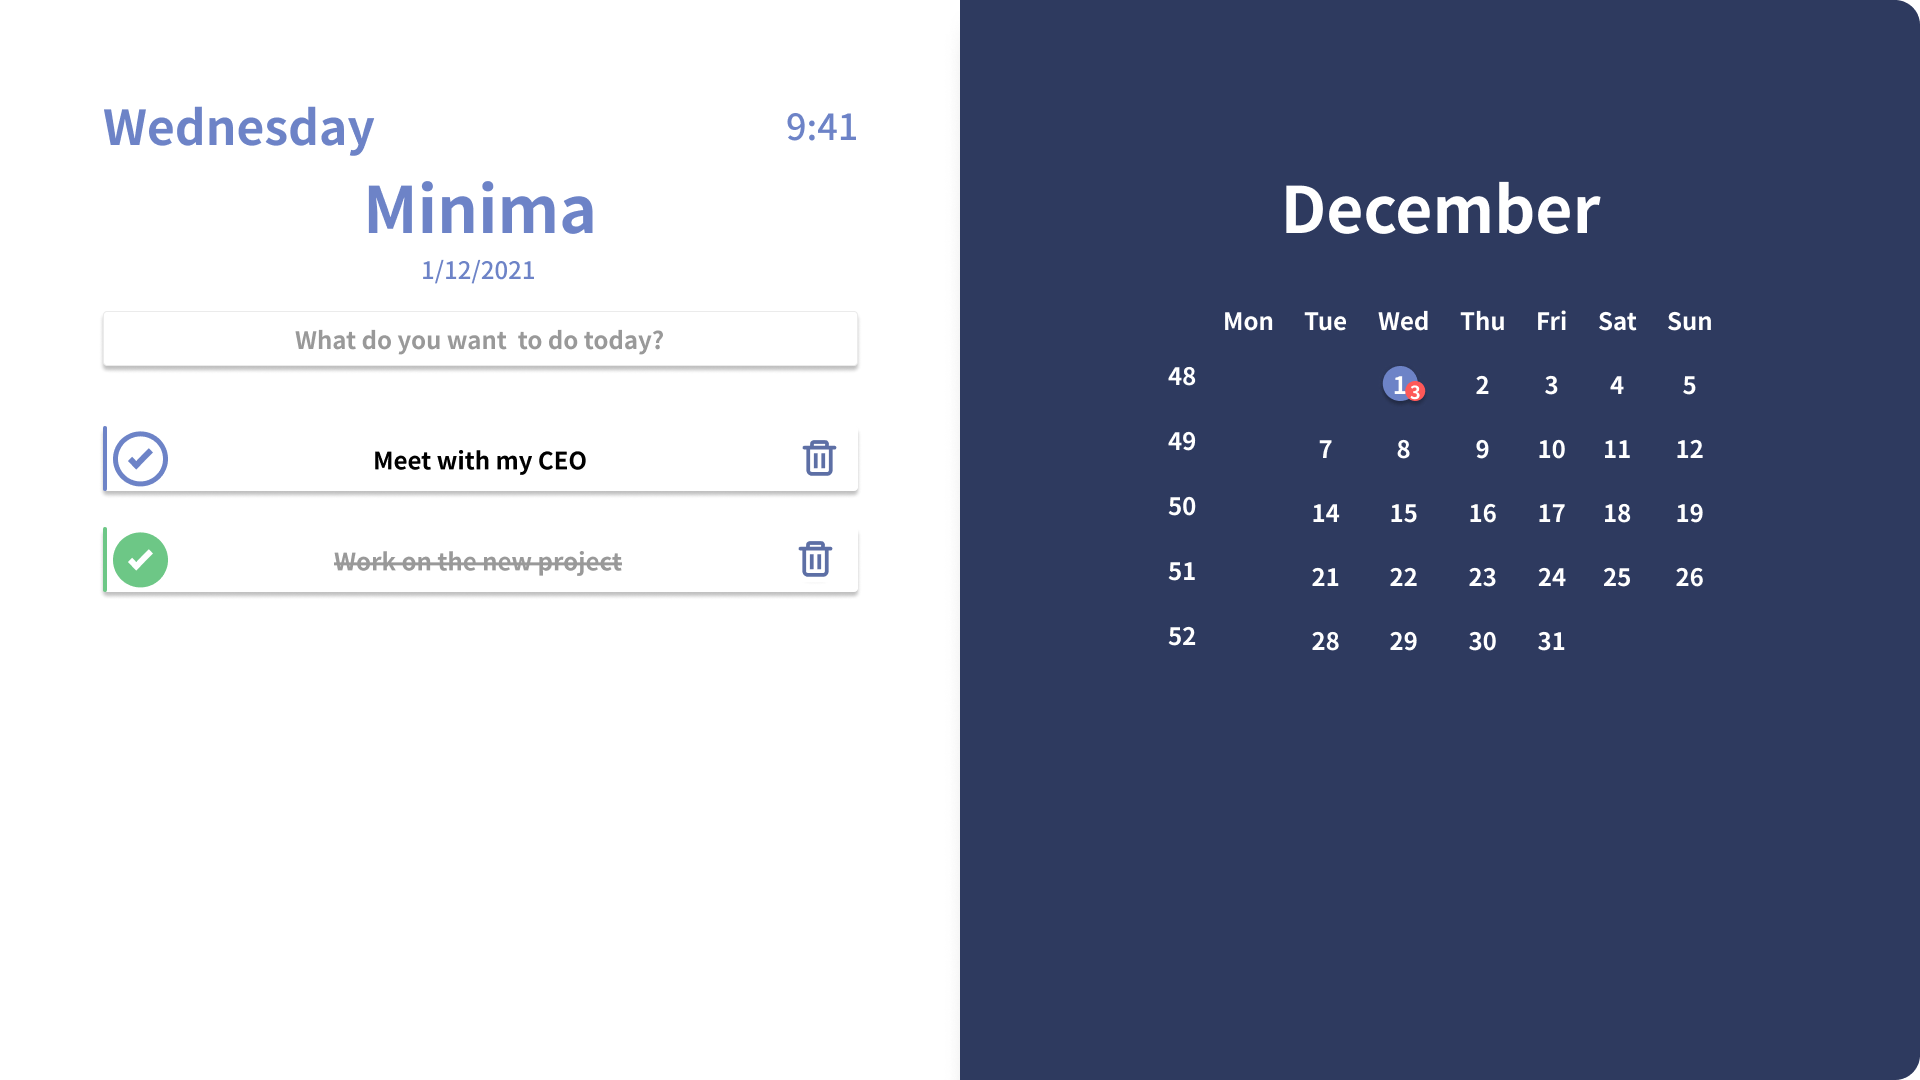 Wednesday 9:41
Minima
1/12/2021
What do you want  to do today?
Meet with my CEO
Work on the new project
December
Mon Tue Wed Thu Fri Sat Sun
48 1 3 2 3 4 5
49 7 8 9 10 11 12
50 14 15 16 17 18 19
51 21 22 23 24 25 26
52 28 29 30 31